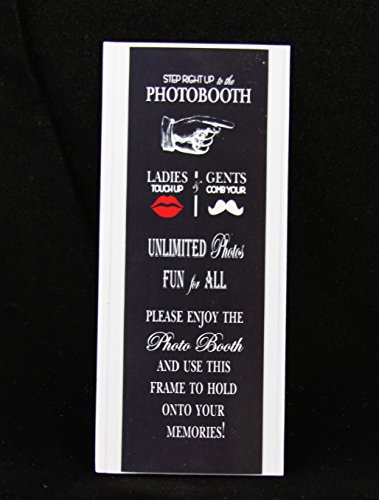 STEP RIGHT UP to the
PHOTOBOOTH
LADIES & GENTS
TOUCH UP COMB YOUR
UNLIMITED Photos
FUN for ALL
PLEASE ENJOY THE
Photo Booth
AND USE THIS
FRAME TO HOLD
ONTO YOUR
MEMORIES!